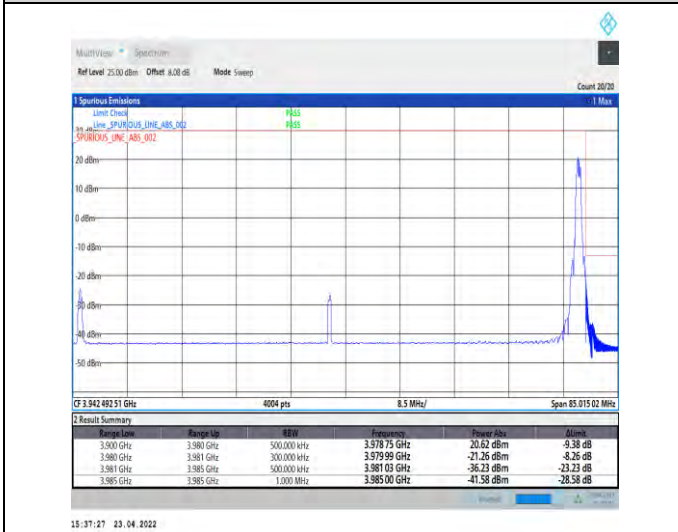 MultiView Spectrum
Ref Level 25.00 dBm Offset 8.08 dB Mode Sweep
Count 20/20
1 Spurious Emissions 1 Max
Limit Check PASS
Line _SPURIOUS_LINE_ABS_002 PASS
_SPURIOUS_LINE_ABS_002
20 dBm
10 dBm
0 dBm
-10 dBm
-20 dBm
-30 dBm
-40 dBm
-50 dBm
CF 3.942 492 51 GHz 4004 pts 8.5 MHz/ Span 85.015 02 MHz
2 Result Summary
Range Low Range Up RBW Frequency Power Abs ΔLimit
3.900 GHz 3.980 GHz 500.000 kHz 3.978 75 GHz 20.62 dBm -9.38 dB
3.980 GHz 3.981 GHz 300.000 kHz 3.979 99 GHz -21.26 dBm -8.26 dB
3.981 GHz 3.985 GHz 500.000 kHz 3.981 03 GHz -36.23 dBm -23.23 dB
3.985 GHz 3.985 GHz 1.000 MHz 3.985 00 GHz -41.58 dBm -28.58 dB
15:37:27 23.04.2022